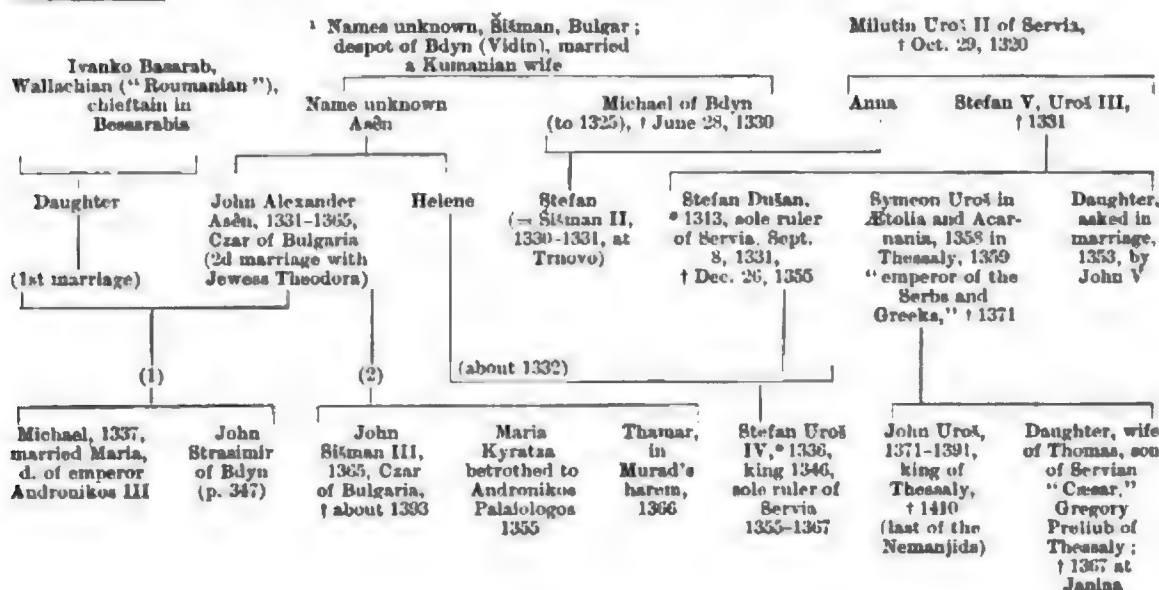 ¹ Names unknown, Šišman, Bulgar;
despot of Bdyn (Vidin), married
a Kumanian wife
Milutin Uroš II of Servia,
† Oct. 29, 1320
Ivanko Basarab,
Wallachian ("Roumanian"),
chieftain in
Bessarabia
Name unknown
Asên
Michael of Bdyn
(to 1325), † June 28, 1330
Anna
Stefan V, Uroš III,
† 1331
Daughter
John Alexander
Asên, 1331-1365,
Czar of Bulgaria
(2d marriage with
Jewess Theodora)
Helene
Stefan
(= Šišman II,
1330-1331, at
Trnovo)
Stefan Dušan,
* 1313, sole ruler
of Servia, Sept.
8, 1331,
† Dec. 26, 1355
Symeon Uroš in
Ætolia and Acar-
nania, 1358 in
Thessaly, 1359
"emperor of the
Serbs and
Greeks," † 1371
Daughter,
asked in
marriage,
1353, by
John V
(1st marriage)
(about 1332)
(1)
(2)
Michael, 1337,
married Maria,
d. of emperor
Andronikos III
John
Strasimir
of Bdyn
(p. 347)
John
Šišman III,
1365, Czar
of Bulgaria,
† about 1393
Maria
Kyratza
betrothed to
Andronikos
Palaiologos
1355
Thamar,
in
Murad's
harem,
1366
Stefan Uroš
IV, * 1336,
king 1346,
sole ruler of
Servia
1355-1367
John Uroš,
1371-1391,
king of
Thessaly,
† 1410
(last of the
Nemanjids)
Daughter, wife
of Thomas, son
of Servian
"Cæsar,"
Gregory
Preliub of
Thessaly;
† 1367 at
Janina